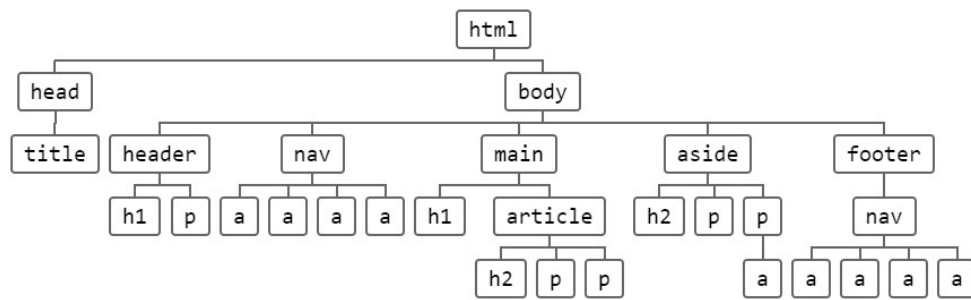 html
head body
title header nav main aside footer
h1 p a a a a h1 article h2 p p nav
h2 p p a a a a a